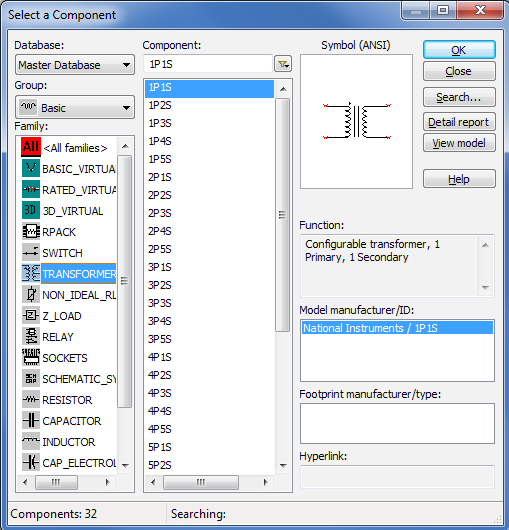 Select a Component
Database:
Master Database
Group:
Basic
Family:
All <All families>
BASIC_VIRTUA
RATED_VIRTUA
3D 3D_VIRTUAL
RPACK
SWITCH
TRANSFORMER
NON_IDEAL_RL
Z_LOAD
RELAY
SOCKETS
SCHEMATIC_SY
RESISTOR
CAPACITOR
INDUCTOR
CAP_ELECTROL
Component:
1P1S
1P1S
1P2S
1P3S
1P4S
1P5S
2P1S
2P2S
2P3S
2P4S
2P5S
3P1S
3P2S
3P3S
3P4S
3P5S
4P1S
4P2S
4P3S
4P4S
4P5S
5P1S
5P2S
Symbol (ANSI)
OK
Close
Search...
Detail report
View model
Help
Function:
Configurable transformer, 1
Primary, 1 Secondary
Model manufacturer/ID:
National Instruments / 1P1S
Footprint manufacturer/type:
Hyperlink:
Components: 32
Searching: